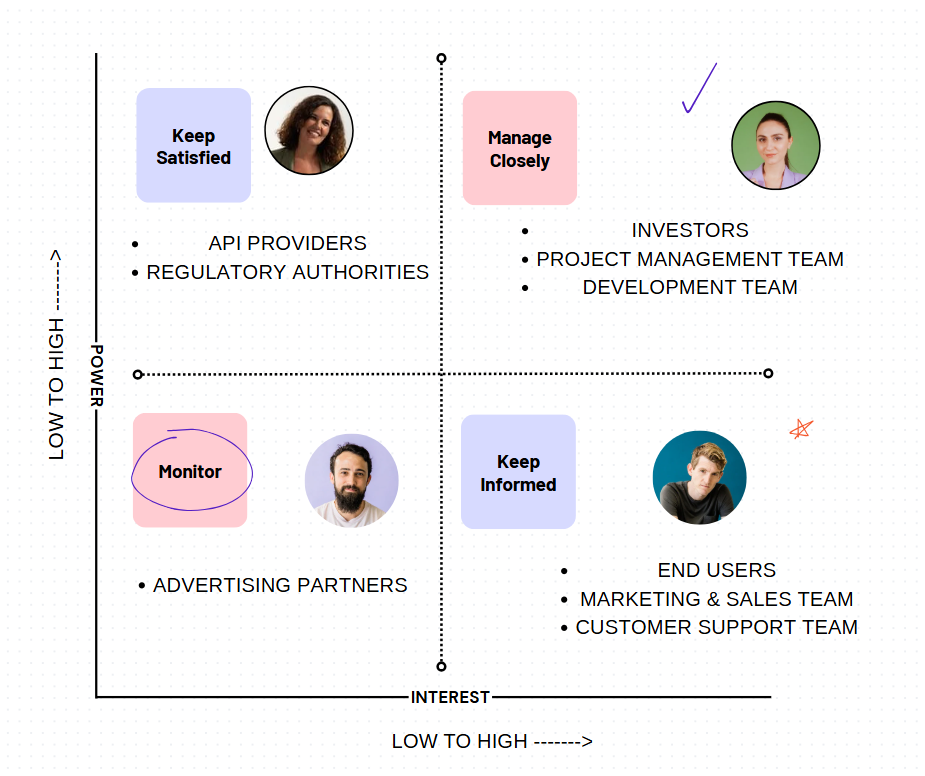 Keep
Satisfied
Manage
Closely
API PROVIDERS
REGULATORY AUTHORITIES
INVESTORS
PROJECT MANAGEMENT TEAM
DEVELOPMENT TEAM
LOW TO HIGH ------->
POWER
Monitor
Keep
Informed
ADVERTISING PARTNERS
END USERS
MARKETING & SALES TEAM
CUSTOMER SUPPORT TEAM
INTEREST
LOW TO HIGH ------->